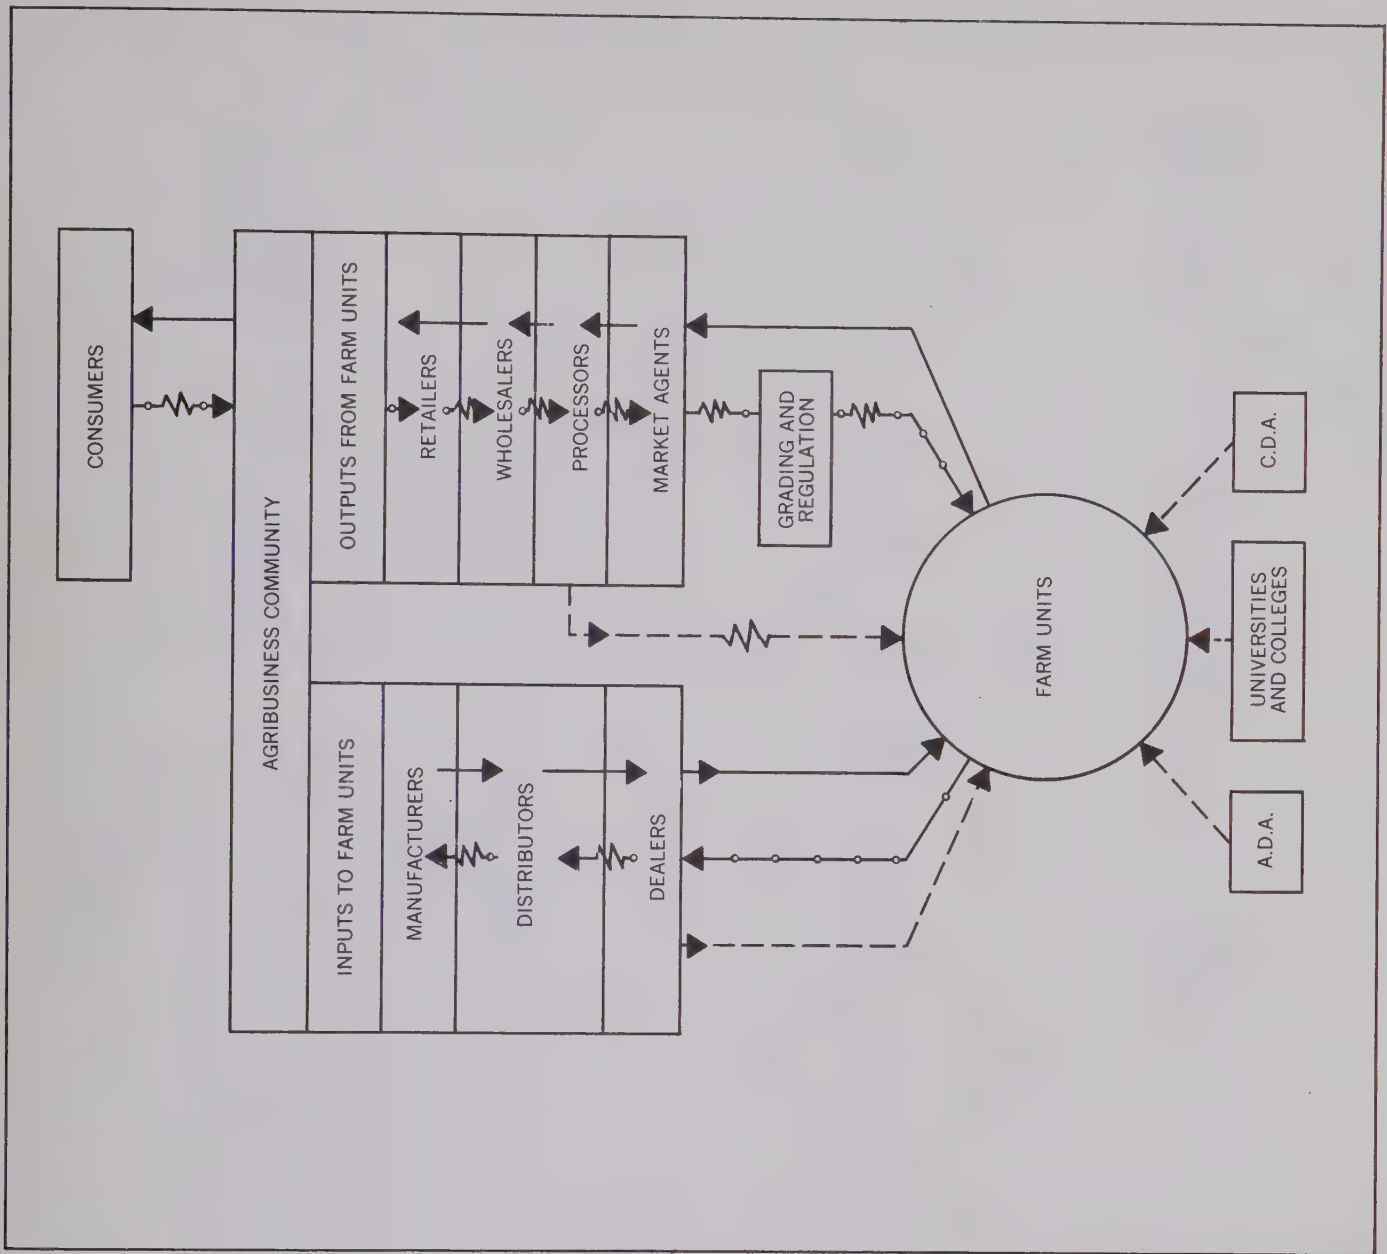 CONSUMERS
AGRIBUSINESS COMMUNITY
INPUTS TO FARM UNITS
MANUFACTURERS
DISTRIBUTORS
DEALERS
OUTPUTS FROM FARM UNITS
RETAILERS
WHOLESALERS
PROCESSORS
MARKET AGENTS
GRADING AND
REGULATION
FARM UNITS
A.D.A.
UNIVERSITIES
AND COLLEGES
C.D.A.